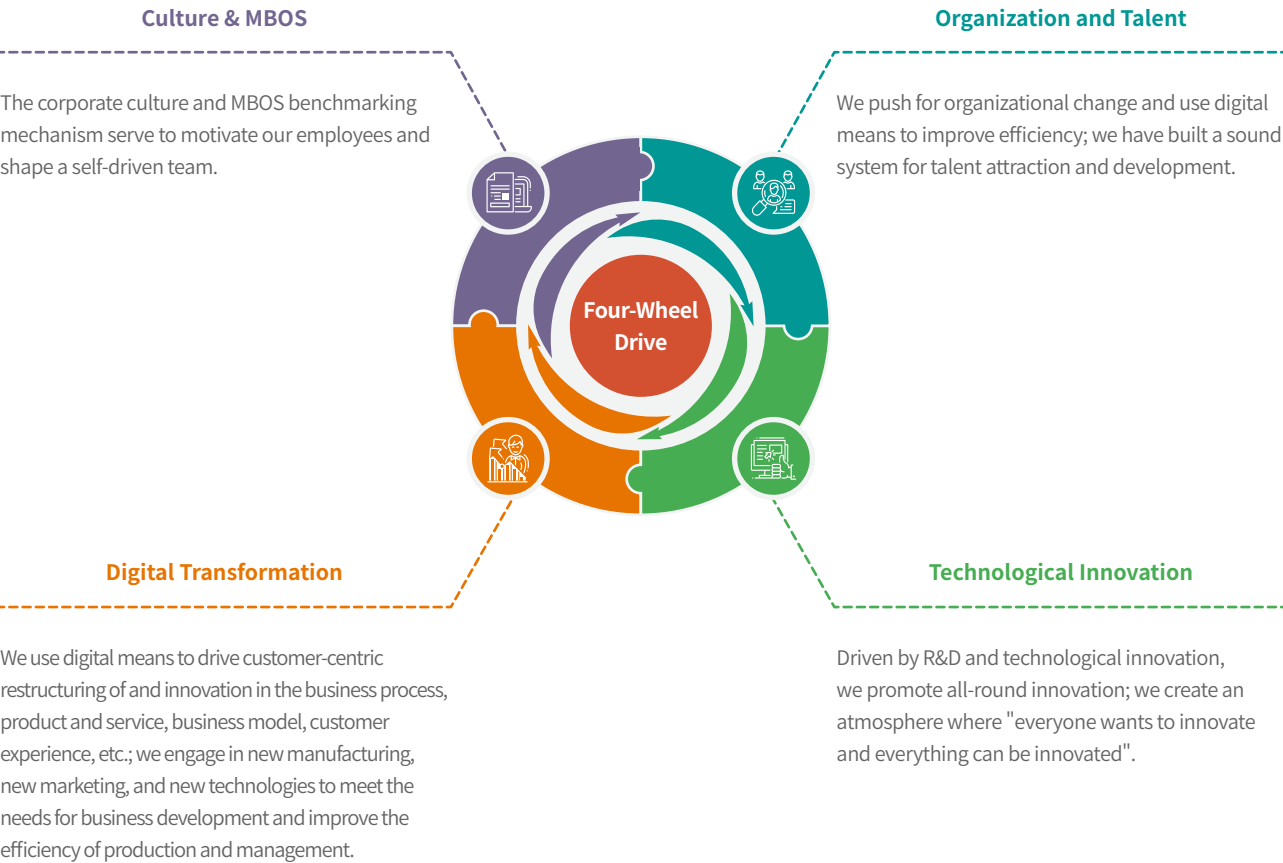 Culture & MBOS
The corporate culture and MBOS benchmarking
mechanism serve to motivate our employees and
shape a self-driven team.
Organization and Talent
We push for organizational change and use digital
means to improve efficiency; we have built a sound
system for talent attraction and development.
Four-Wheel
Drive
Digital Transformation
We use digital means to drive customer-centric
restructuring of and innovation in the business process,
product and service, business model, customer
experience, etc.; we engage in new manufacturing,
new marketing, and new technologies to meet the
needs for business development and improve the
efficiency of production and management.
Technological Innovation
Driven by R&D and technological innovation,
we promote all-round innovation; we create an
atmosphere where "everyone wants to innovate
and everything can be innovated".